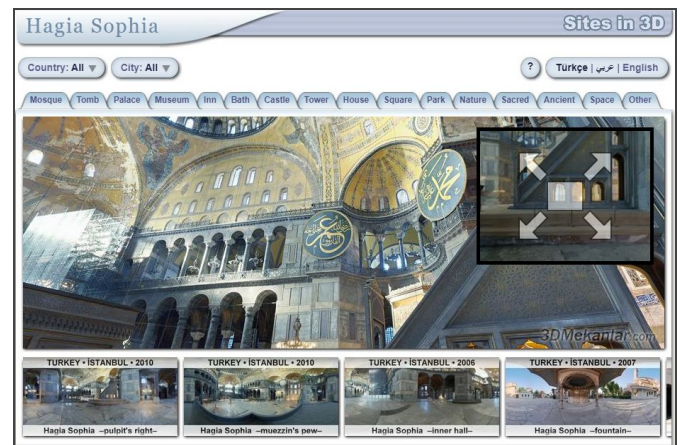 Hagia Sophia
Sites in 3D
Country: All ▼ City: All ▼ ? Türkçe | عربي | English
Mosque Tomb Palace Museum Inn Bath Castle Tower House Square Park Nature Sacred Ancient Space Other
3DMekanlar.com
TURKEY • İSTANBUL • 2010
Hagia Sophia –pulpit's right–
TURKEY • İSTANBUL • 2010
Hagia Sophia –muezzin's pew–
TURKEY • İSTANBUL • 2006
Hagia Sophia –inner hall–
TURKEY • İSTANBUL • 2007
Hagia Sophia –fountain–